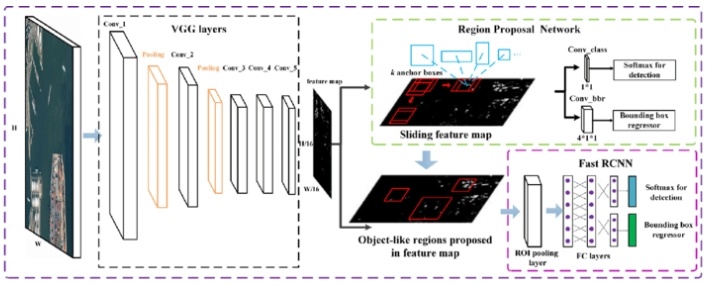 VGG layers
Conv_1
Pooling
Conv_2
Pooling
Conv_3
Conv_4
Conv_5
H
W
feature map
H/16
W/16
Region Proposal Network
k anchor boxes
...
Sliding feature map
Conv_class
1*1
Softmax for
detection
Conv_bbr
4*1*1
Bounding box
regressor
Object-like regions proposed
in feature map
Fast RCNN
ROI pooling
layer
FC layers
Softmax for
detection
Bounding box
regressor